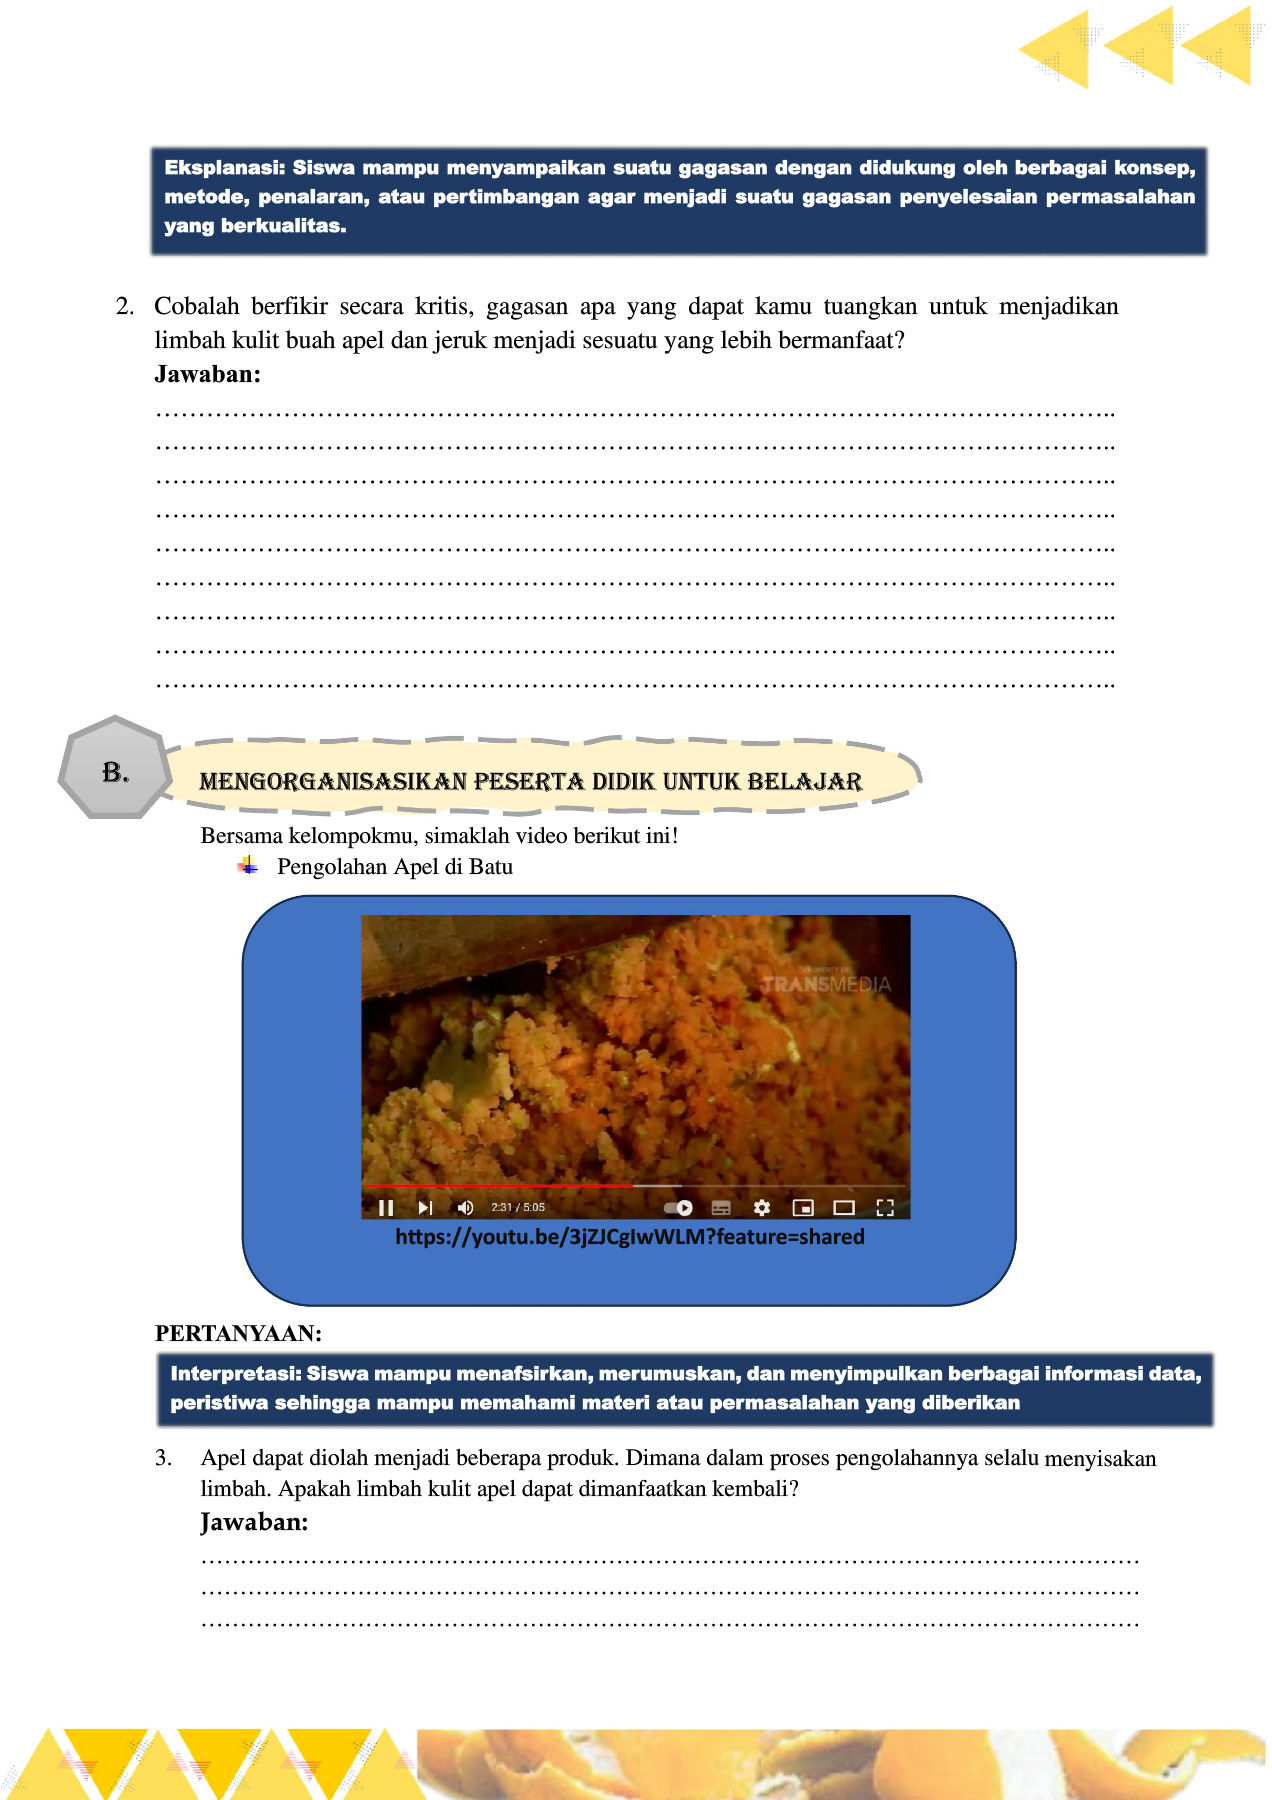 Eksplanasi: Siswa mampu menyampaikan suatu gagasan dengan didukung oleh berbagai konsep,
metode, penalaran, atau pertimbangan agar menjadi suatu gagasan penyelesaian permasalahan
yang berkualitas.
2. Cobalah berfikir secara kritis, gagasan apa yang dapat kamu tuangkan untuk menjadikan
limbah kulit buah apel dan jeruk menjadi sesuatu yang lebih bermanfaat?
Jawaban:
………………………………………………………………………………………………..
………………………………………………………………………………………………..
………………………………………………………………………………………………..
………………………………………………………………………………………………..
………………………………………………………………………………………………..
………………………………………………………………………………………………..
………………………………………………………………………………………………..
………………………………………………………………………………………………..
………………………………………………………………………………………………..
B.
MENGORGANISASIKAN PESERTA DIDIK UNTUK BELAJAR
Bersama kelompokmu, simaklah video berikut ini!
Pengolahan Apel di Batu
PROPERTY OF
TRANSMEDIA
2:31 / 5:05
https://youtu.be/3jZJCgIwWLM?feature=shared
PERTANYAAN:
Interpretasi: Siswa mampu menafsirkan, merumuskan, dan menyimpulkan berbagai informasi data,
peristiwa sehingga mampu memahami materi atau permasalahan yang diberikan
3. Apel dapat diolah menjadi beberapa produk. Dimana dalam proses pengolahannya selalu menyisakan
limbah. Apakah limbah kulit apel dapat dimanfaatkan kembali?
Jawaban:
…………………………………………………………………………………………………
…………………………………………………………………………………………………
…………………………………………………………………………………………………